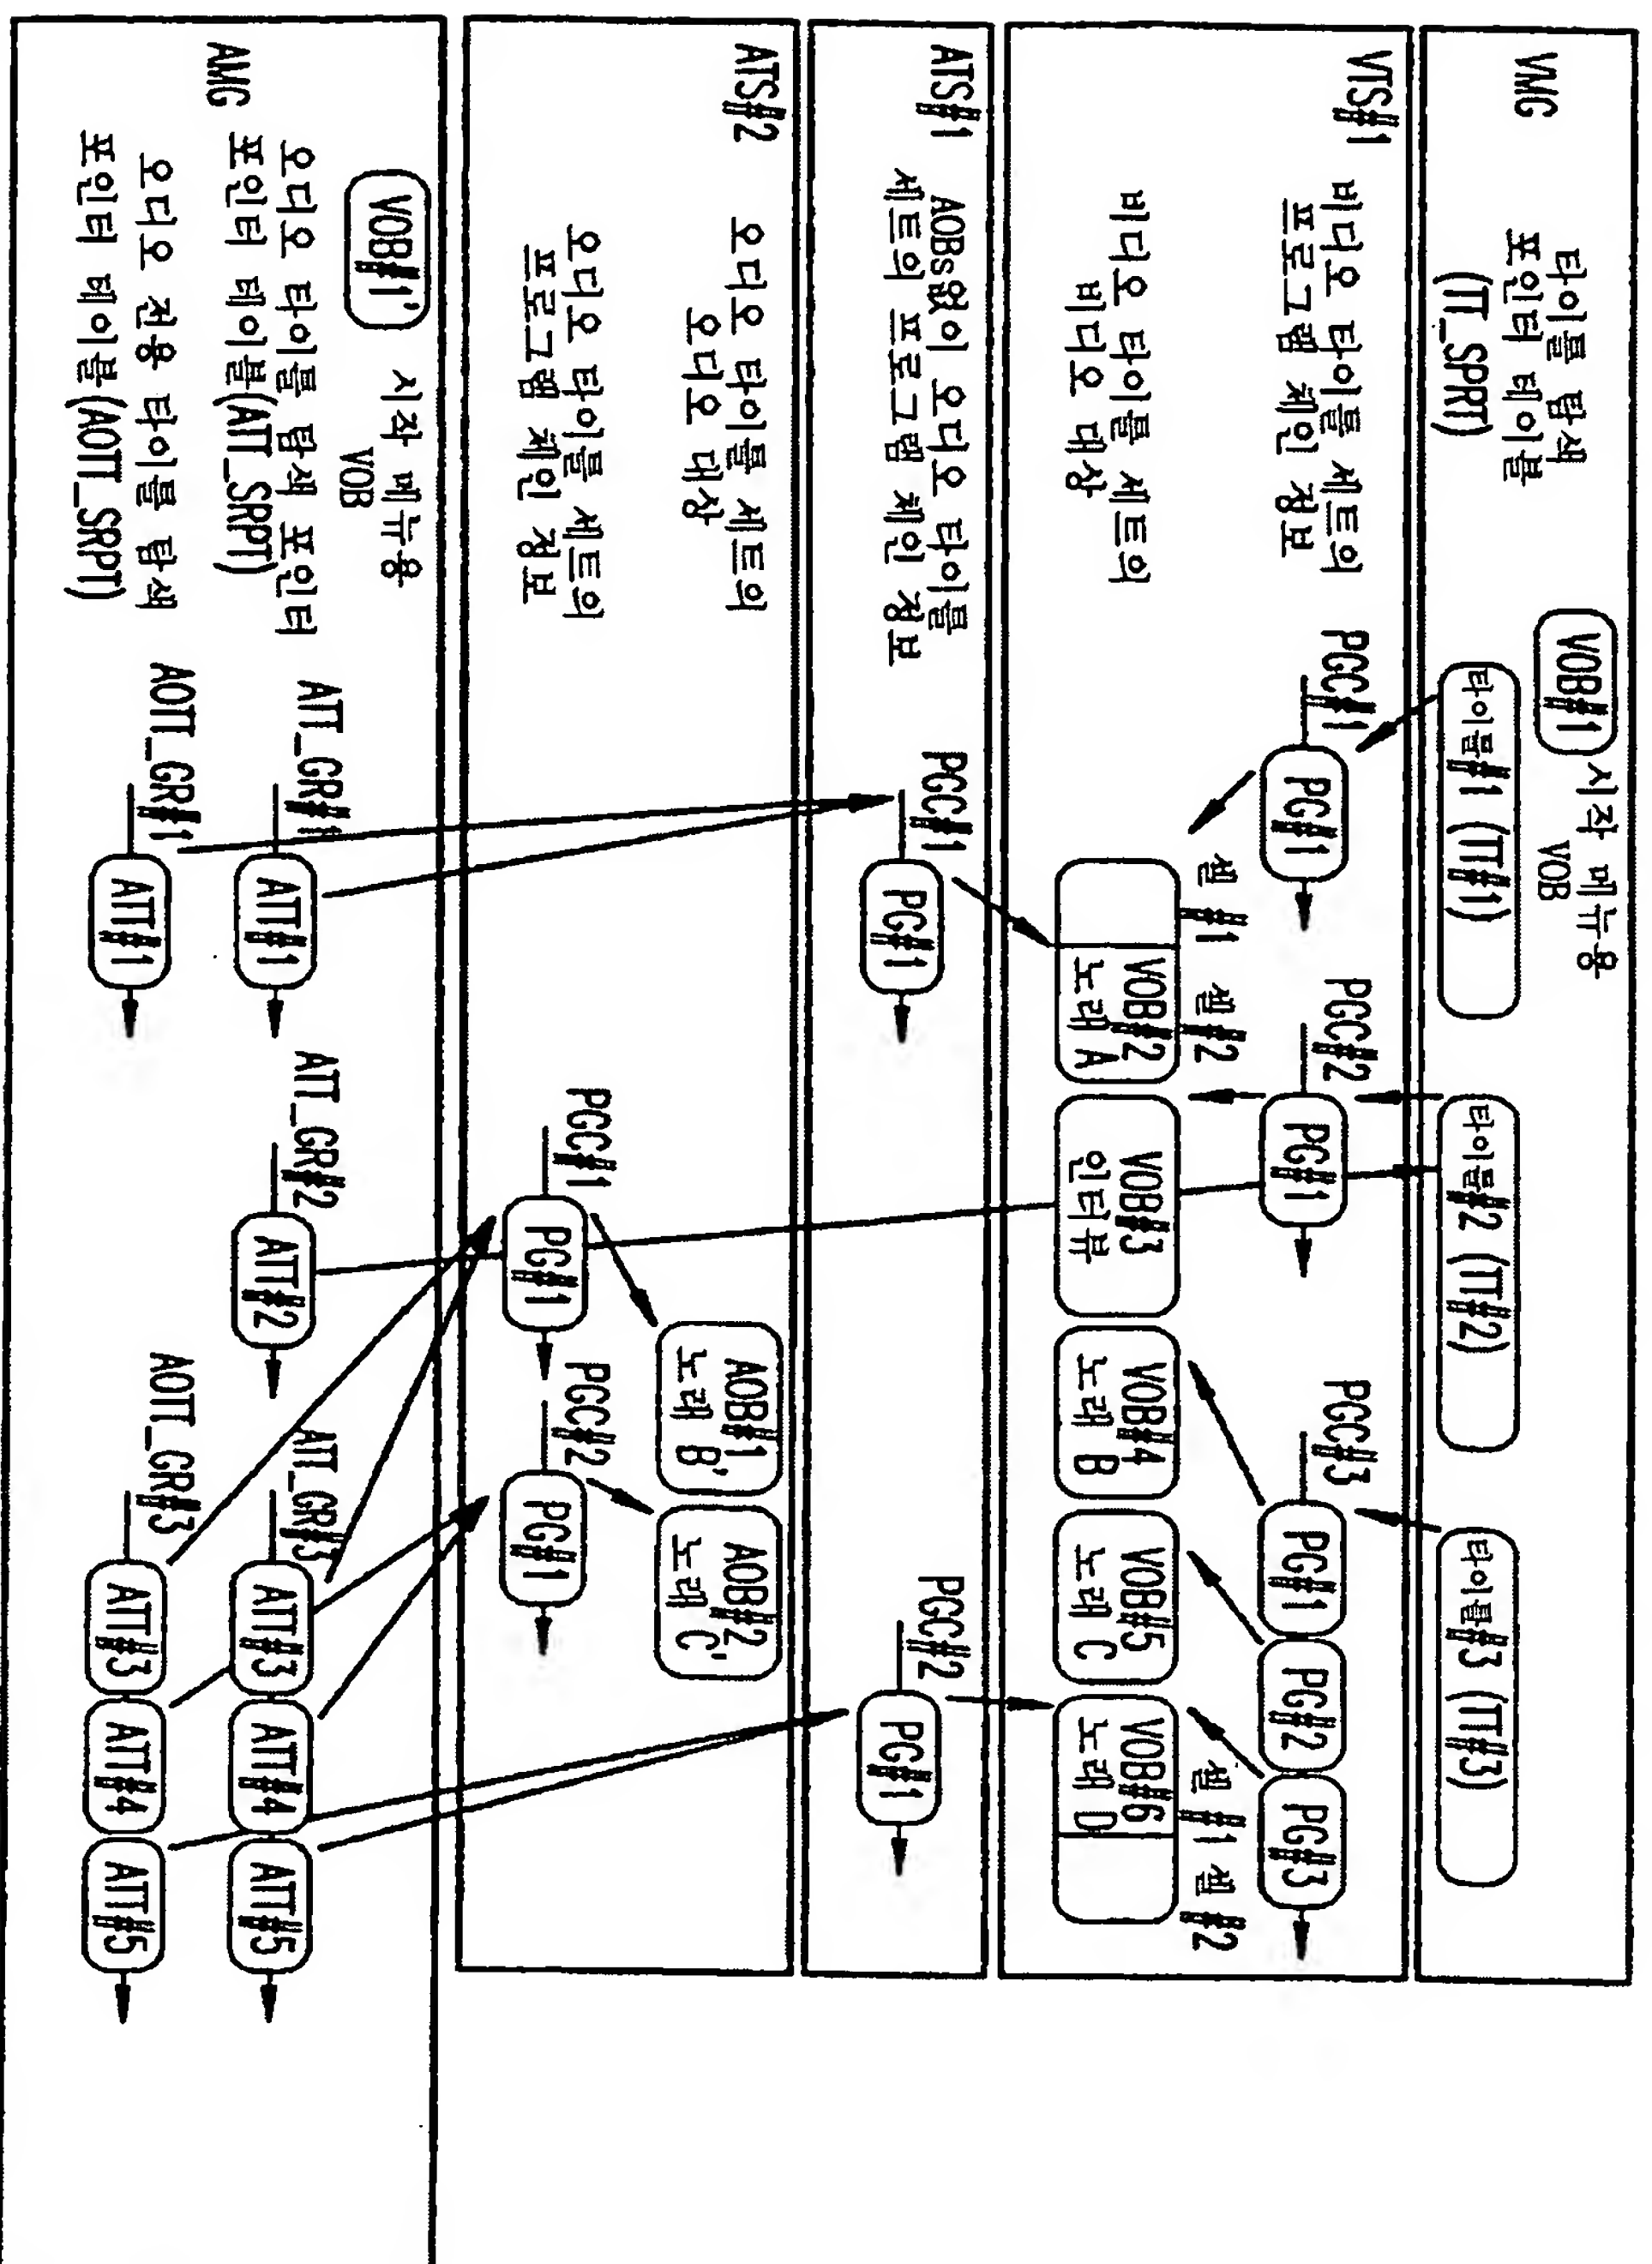 VMG
타이틀 탐색
포인터 테이블
(TT_SPRT)
VOB#1
시작 메뉴용
VOB
타이틀#1 (TT#1)
타이틀#2 (TT#2)
타이틀#3 (TT#3)
VTS#1
비디오 타이틀 세트의
프로그램 체인 정보
PGC#1
PG#1
PGC#2
PG#1
PGC#3
PG#1
PG#2
PG#3
비디오 타이틀 세트의
비디오 대상
셀 #1
셀 #2
VOB#2
노래 A
VOB#3
인터뷰
VOB#4
노래 B
VOB#5
노래 C
VOB#6
노래 D
셀 #1
셀 #2
ATS#1
AOBs없이 오디오 타이틀
세트의 프로그램 체인 정보
PGC#1
PG#1
PGC#2
PG#1
ATS#2
오디오 타이틀 세트의
오디오 대상
AOB#1
노래 B'
AOB#2
노래 C'
오디오 타이틀 세트의
프로그램 체인 정보
PGC#1
PG#1
PGC#2
PG#1
AMG
VOB#1'
시작 메뉴용
VOB
오디오 타이틀 탐색 포인터
포인터 테이블(ATT_SRPT)
ATT_GR#1
ATT#1
ATT_GR#2
ATT#2
ATT_GR#3
ATT#3
ATT#4
ATT#5
오디오 전용 타이틀 탐색
포인터 테이블(AOTT_SRPT)
AOTT_GR#1
ATT#1
AOTT_GR#3
ATT#3
ATT#4
ATT#5